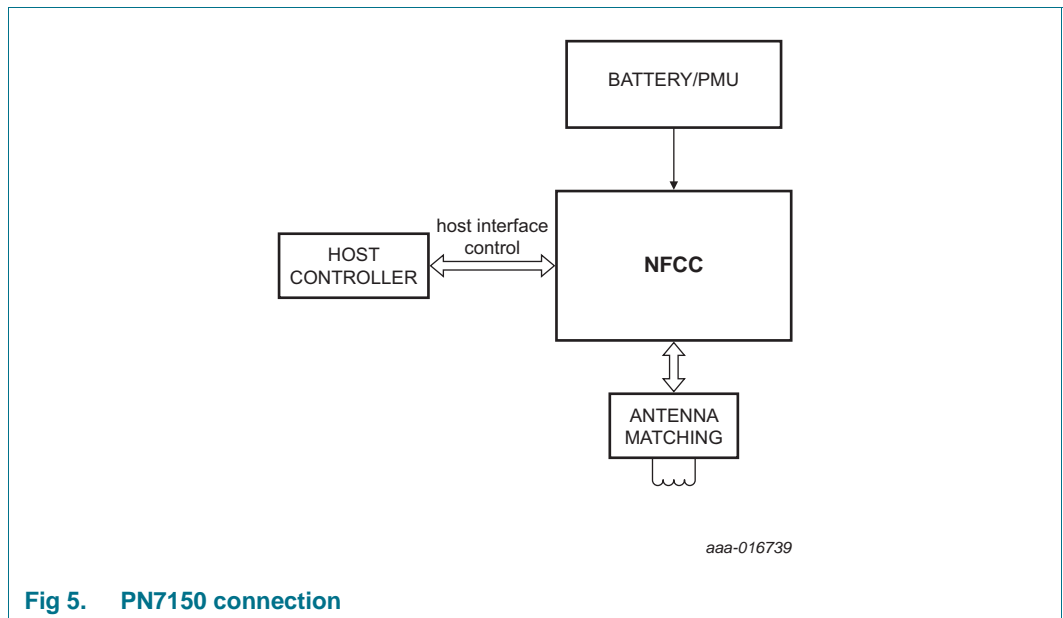 BATTERY/PMU
host interface
control
HOST
CONTROLLER
NFCC
ANTENNA
MATCHING
aaa-016739
Fig 5. PN7150 connection